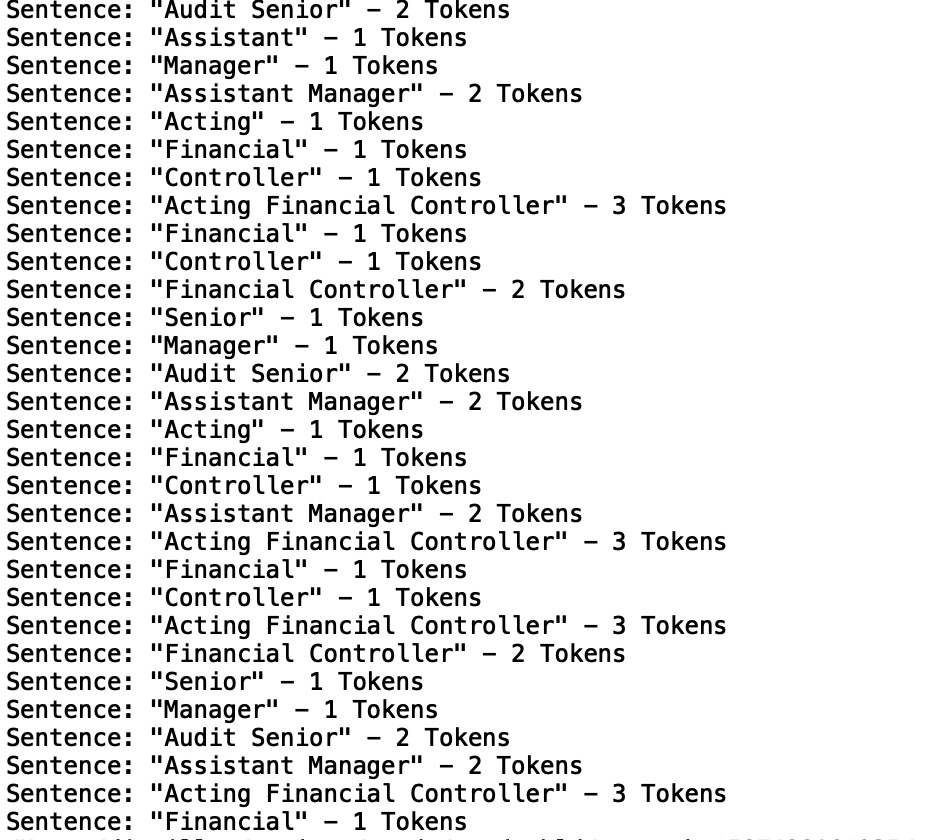 Sentence: "Audit Senior" – 2 Tokens
Sentence: "Assistant" – 1 Tokens
Sentence: "Manager" – 1 Tokens
Sentence: "Assistant Manager" – 2 Tokens
Sentence: "Acting" – 1 Tokens
Sentence: "Financial" – 1 Tokens
Sentence: "Controller" – 1 Tokens
Sentence: "Acting Financial Controller" – 3 Tokens
Sentence: "Financial" – 1 Tokens
Sentence: "Controller" – 1 Tokens
Sentence: "Financial Controller" – 2 Tokens
Sentence: "Senior" – 1 Tokens
Sentence: "Manager" – 1 Tokens
Sentence: "Audit Senior" – 2 Tokens
Sentence: "Assistant Manager" – 2 Tokens
Sentence: "Acting" – 1 Tokens
Sentence: "Financial" – 1 Tokens
Sentence: "Controller" – 1 Tokens
Sentence: "Assistant Manager" – 2 Tokens
Sentence: "Acting Financial Controller" – 3 Tokens
Sentence: "Financial" – 1 Tokens
Sentence: "Controller" – 1 Tokens
Sentence: "Acting Financial Controller" – 3 Tokens
Sentence: "Financial Controller" – 2 Tokens
Sentence: "Senior" – 1 Tokens
Sentence: "Manager" – 1 Tokens
Sentence: "Audit Senior" – 2 Tokens
Sentence: "Assistant Manager" – 2 Tokens
Sentence: "Acting Financial Controller" – 3 Tokens
Sentence: "Financial" – 1 Tokens